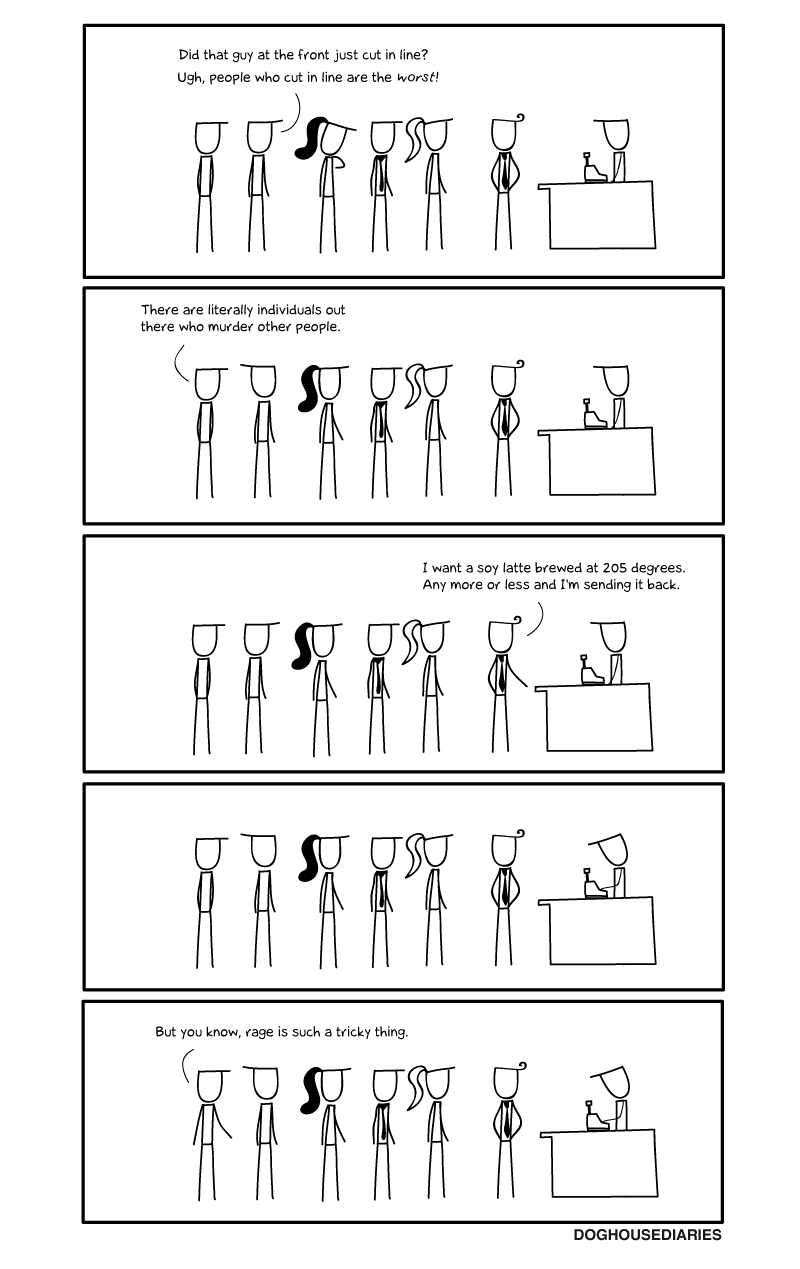 Did that guy at the front just cut in line?
Ugh, people who cut in line are the worst!
There are literally individuals out
there who murder other people.
I want a soy latte brewed at 205 degrees.
Any more or less and I'm sending it back.
But you know, rage is such a tricky thing.
DOGHOUSEDIARIES